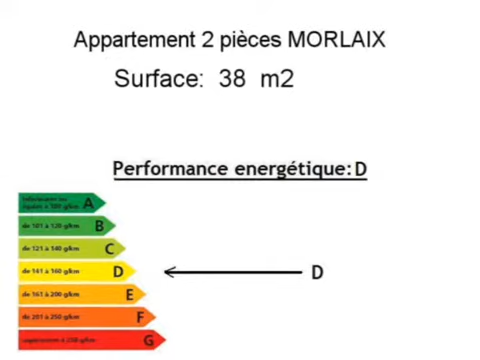 Appartement 2 pièces MORLAIX
Surface: 38 m2
Performance energétique: D
A
de 101 à 120 g/km B
de 121 à 140 g/km C
de 141 à 160 g/km D
D
de 161 à 200 g/km E
de 201 à 250 g/km F
G